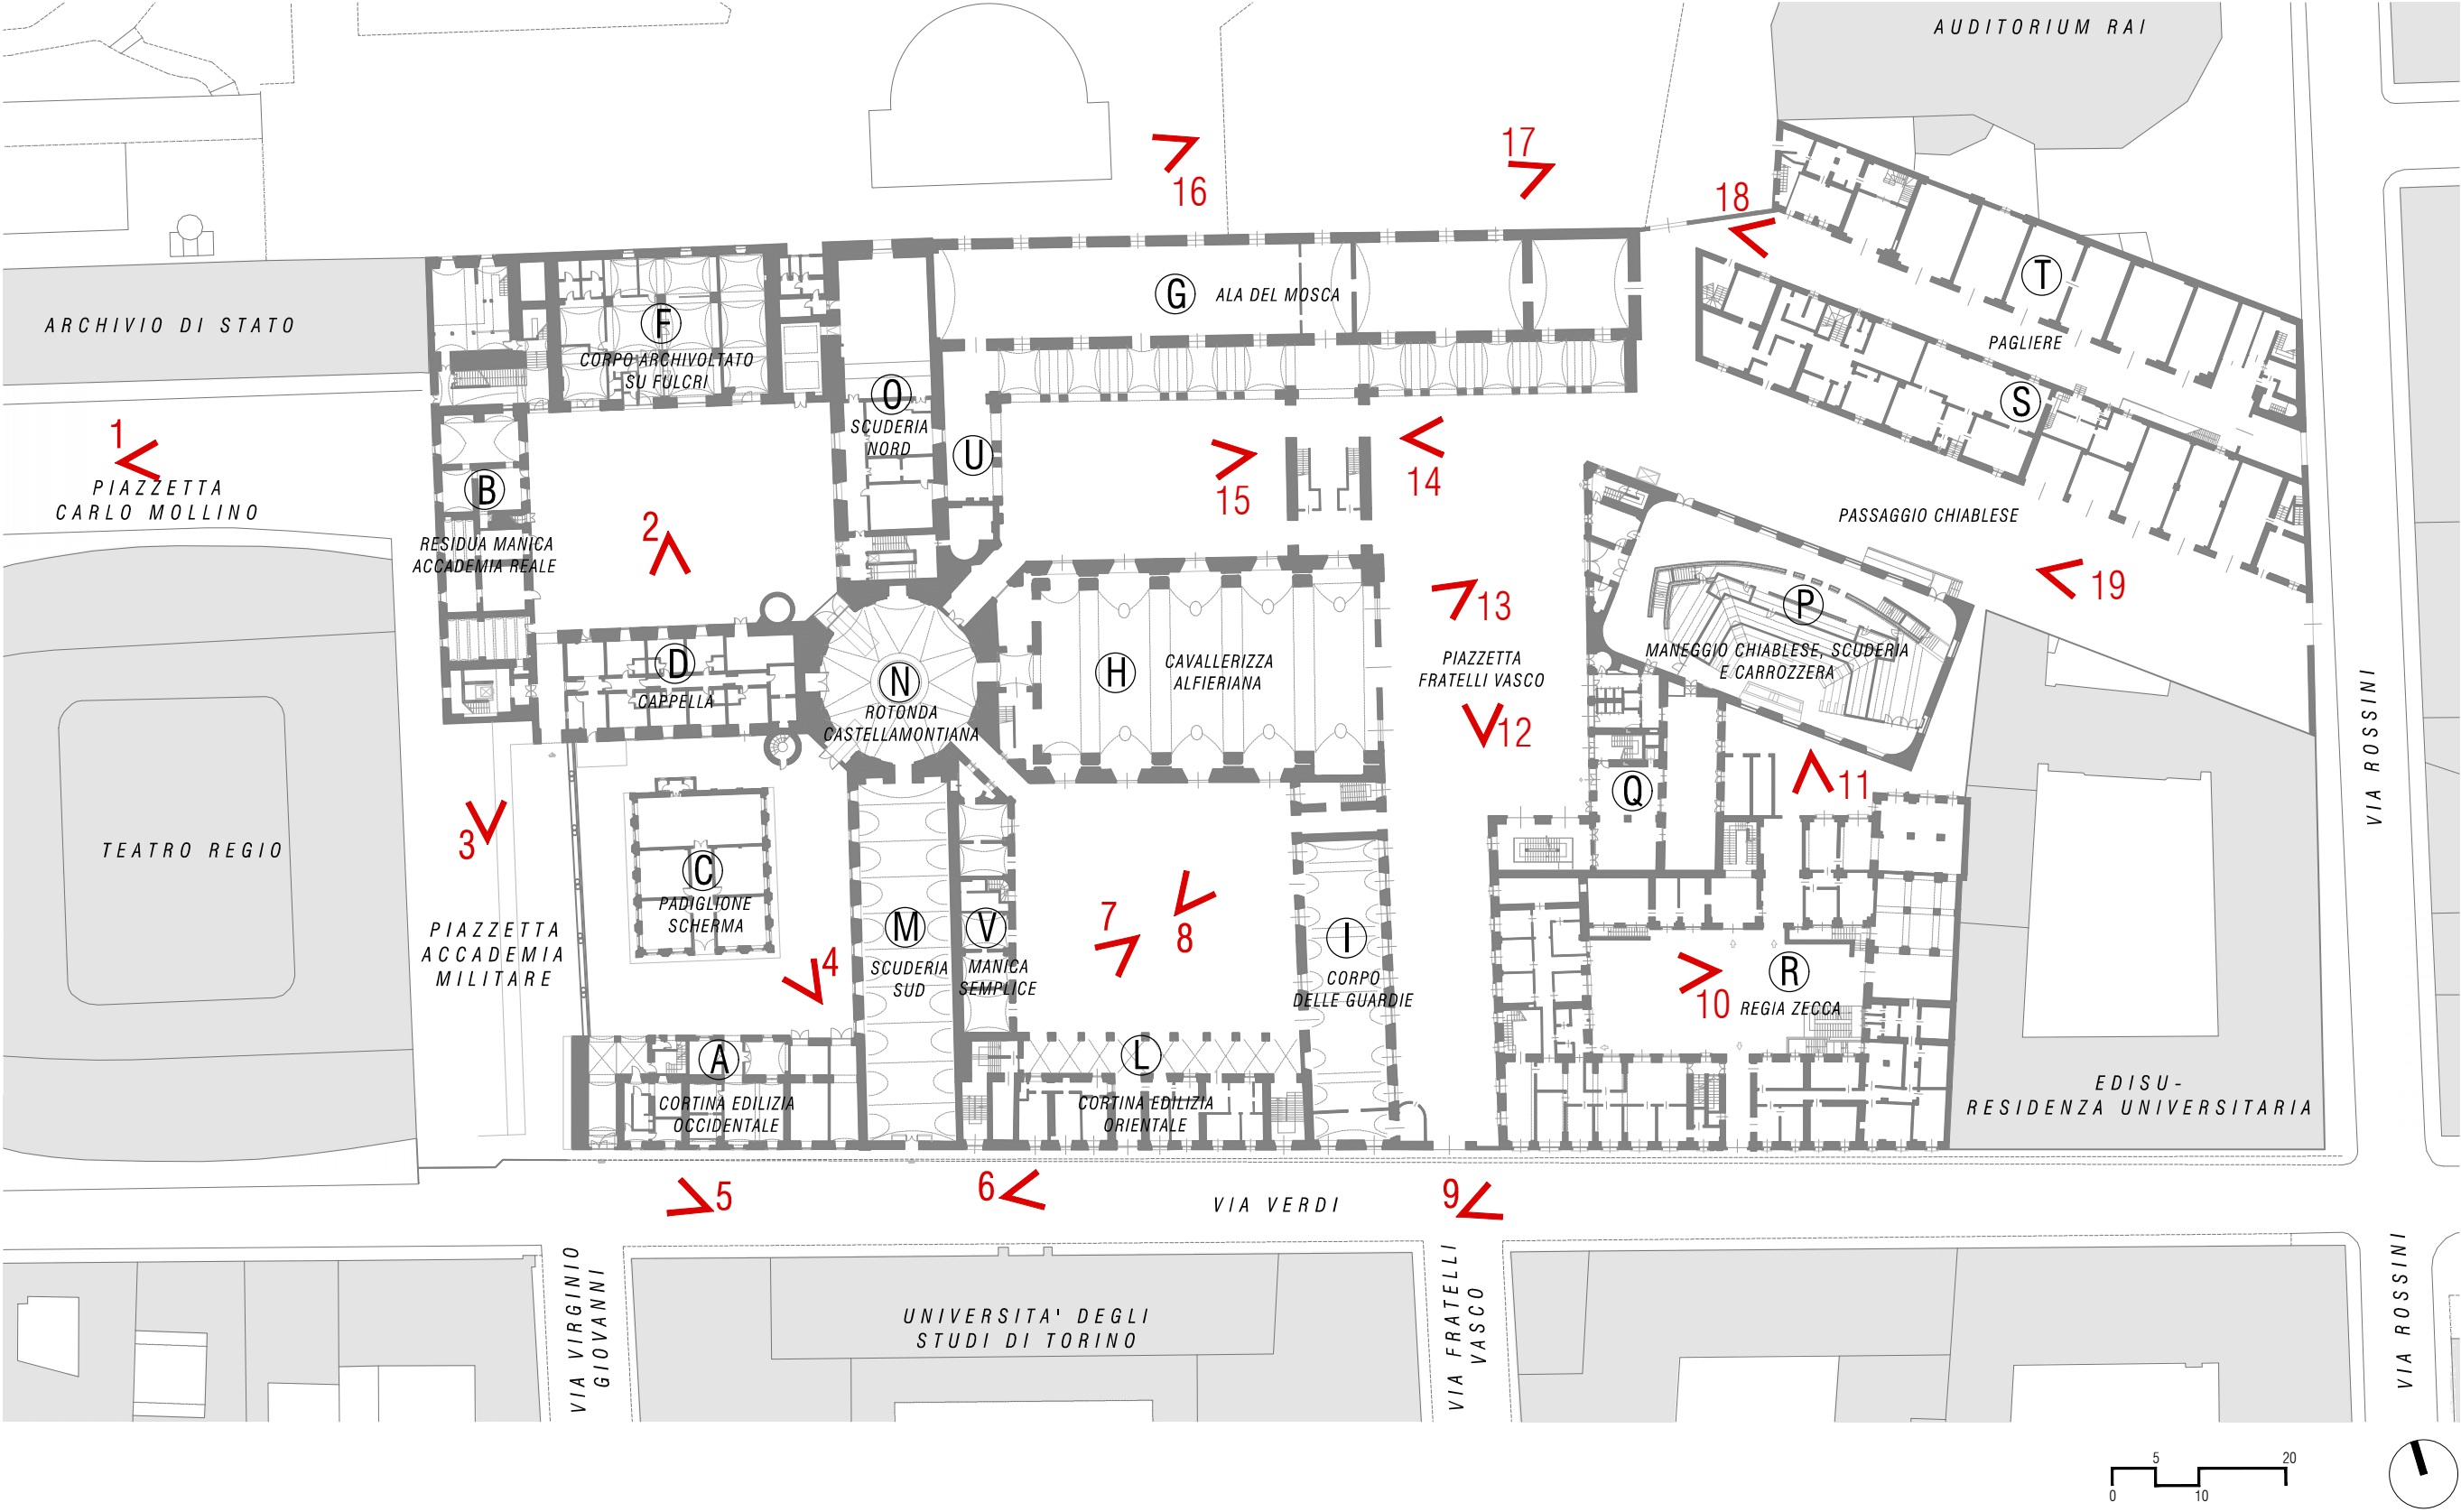 AUDITORIUM RAI
17
16
18
T
G
ALA DEL MOSCA
ARCHIVIO DI STATO
F
CORPO ARCHIVOLTATO
SU FULCRI
PAGLIERE
O
SCUDERIA
NORD
S
1
U
14
15
PIAZZETTA
CARLO MOLLINO
B
RESIDUA MANICA
ACCADEMIA REALE
2
PASSAGGIO CHIABLESE
19
13
P
MANEGGIO CHIABLESE, SCUDERIA
E CARROZZERA
D
CAPPELLA
N
ROTONDA
CASTELLAMONTIANA
H
CAVALLERIZZA
ALFIERIANA
PIAZZETTA
FRATELLI VASCO
12
VIA ROSSINI
11
Q
3
TEATRO REGIO
C
PADIGLIONE
SCHERMA
PIAZZETTA
ACCADEMIA
MILITARE
4
M
SCUDERIA
SUD
V
MANICA
SEMPLICE
7
8
I
CORPO
DELLE GUARDIE
10
R
REGIA ZECCA
A
CORTINA EDILIZIA
OCCIDENTALE
L
CORTINA EDILIZIA
ORIENTALE
EDISU-
RESIDENZA UNIVERSITARIA
5
6
VIA VERDI
9
VIA VIRGINIO
GIOVANNI
UNIVERSITA' DEGLI
STUDI DI TORINO
VIA FRATELLI
VASCO
VIA ROSSINI
5
20
0
10